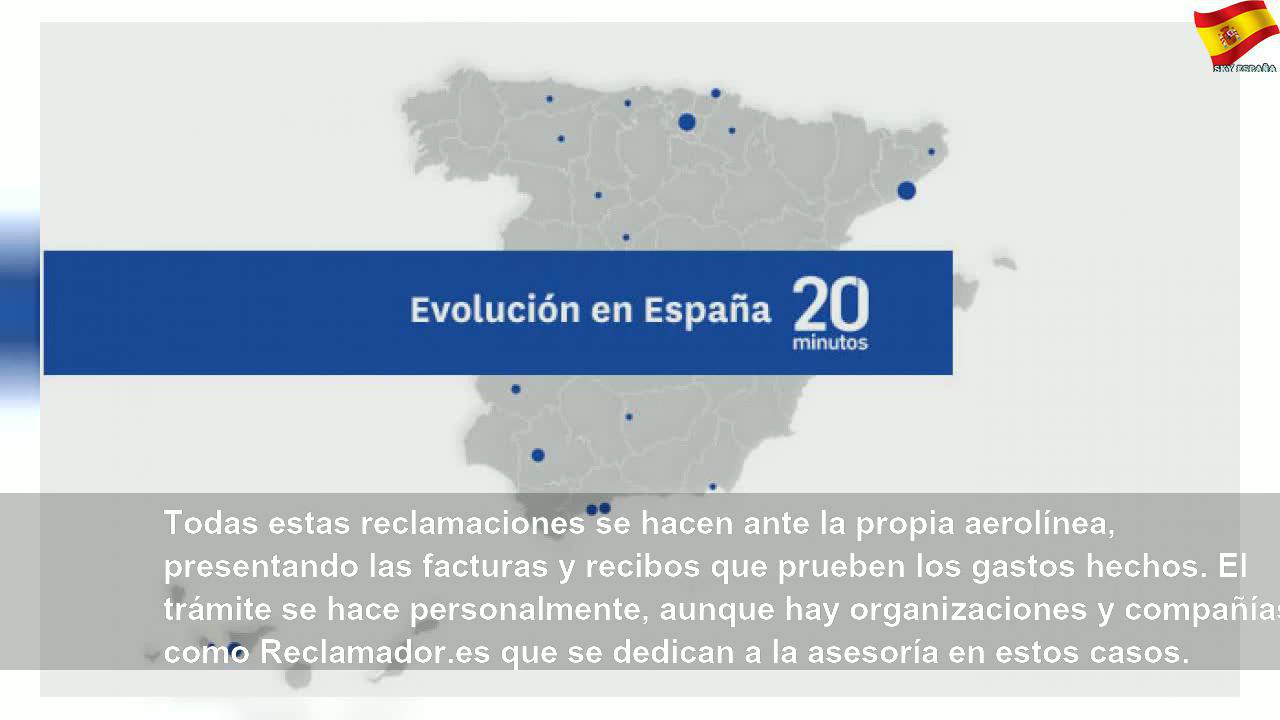 SKY ESPAÑA
Evolución en España
20
minutos
Todas estas reclamaciones se hacen ante la propia aerolínea,
presentando las facturas y recibos que prueben los gastos hechos. El
trámite se hace personalmente, aunque hay organizaciones y compañías
como Reclamador.es que se dedican a la asesoría en estos casos.